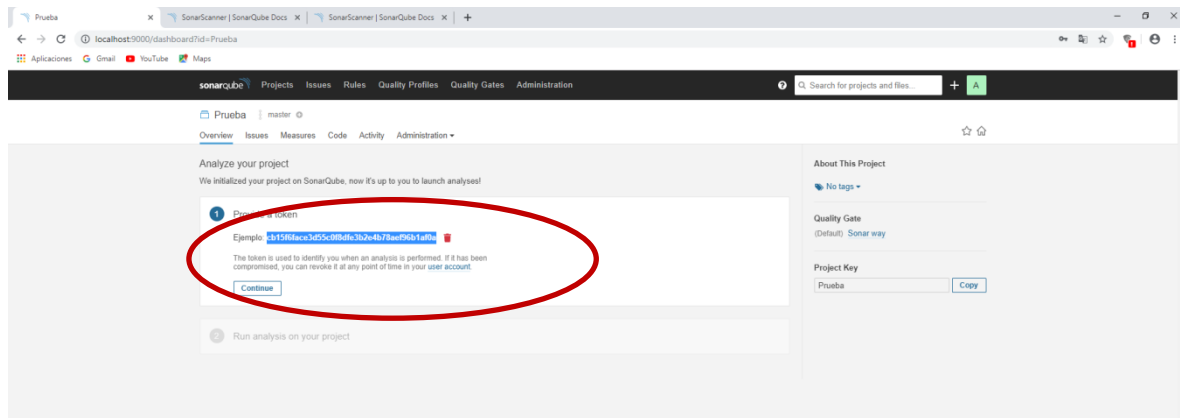 Prueba
SonarScanner | SonarQube Docs
SonarScanner | SonarQube Docs
localhost:9000/dashboard?id=Prueba
Aplicaciones Gmail YouTube Maps
sonarqube Projects Issues Rules Quality Profiles Quality Gates Administration
Search for projects and files...
A
Prueba master
Overview Issues Measures Code Activity Administration
Analyze your project
We initialized your project on SonarQube, now it's up to you to launch analyses!
1 Provide a token
Ejemplo: cb15f6face3d55c0f8dfe3b2e4b78aef96b1af0a
The token is used to identify you when an analysis is performed. If it has been
compromised, you can revoke it at any point of time in your user account.
Continue
2 Run analysis on your project
About This Project
No tags
Quality Gate
(Default) Sonar way
Project Key
Prueba
Copy